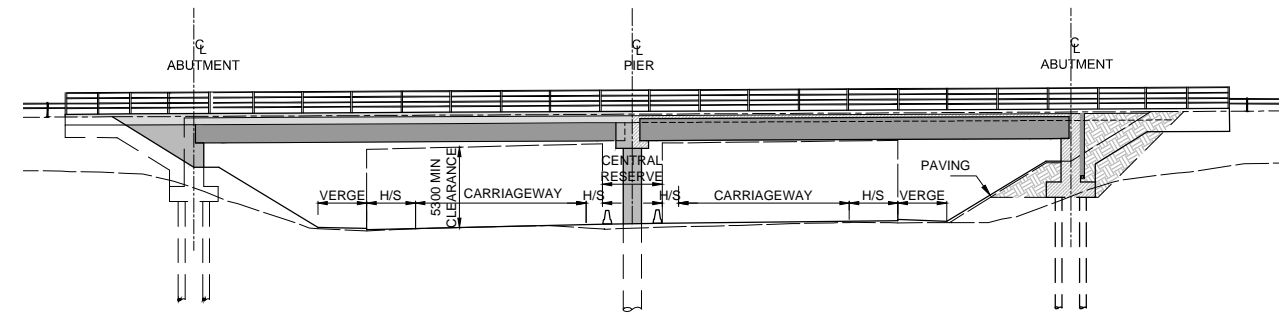 ℄
ABUTMENT
℄
PIER
℄
ABUTMENT
5300 MIN
CLEARANCE
CENTRAL
RESERVE
PAVING
VERGE
H/S
CARRIAGEWAY
H/S
H/S
CARRIAGEWAY
H/S
VERGE